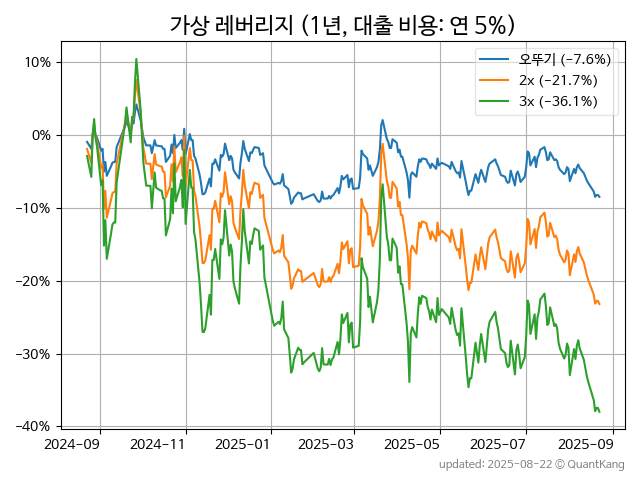 가상 레버리지 (1년, 대출 비용: 연 5%)
오뚜기 (−7.6%)
2x (−21.7%)
3x (−36.1%)
10%
0%
−10%
−20%
−30%
−40%
2024-09 2024-11 2025-01 2025-03 2025-05 2025-07 2025-09
updated: 2025-08-22 © QuantKang